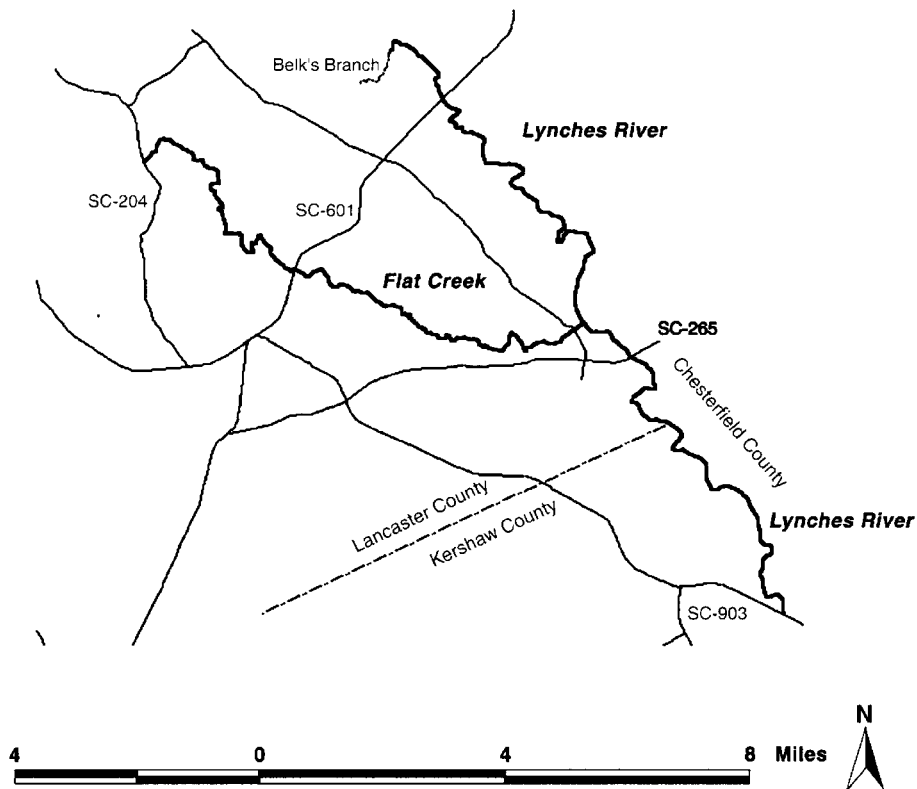 Belk's Branch
Lynches River
SC-204
SC-601
Flat Creek
SC-265
Chesterfield County
Lancaster County
Kershaw County
Lynches River
SC-903
N
4 0 4 8 Miles